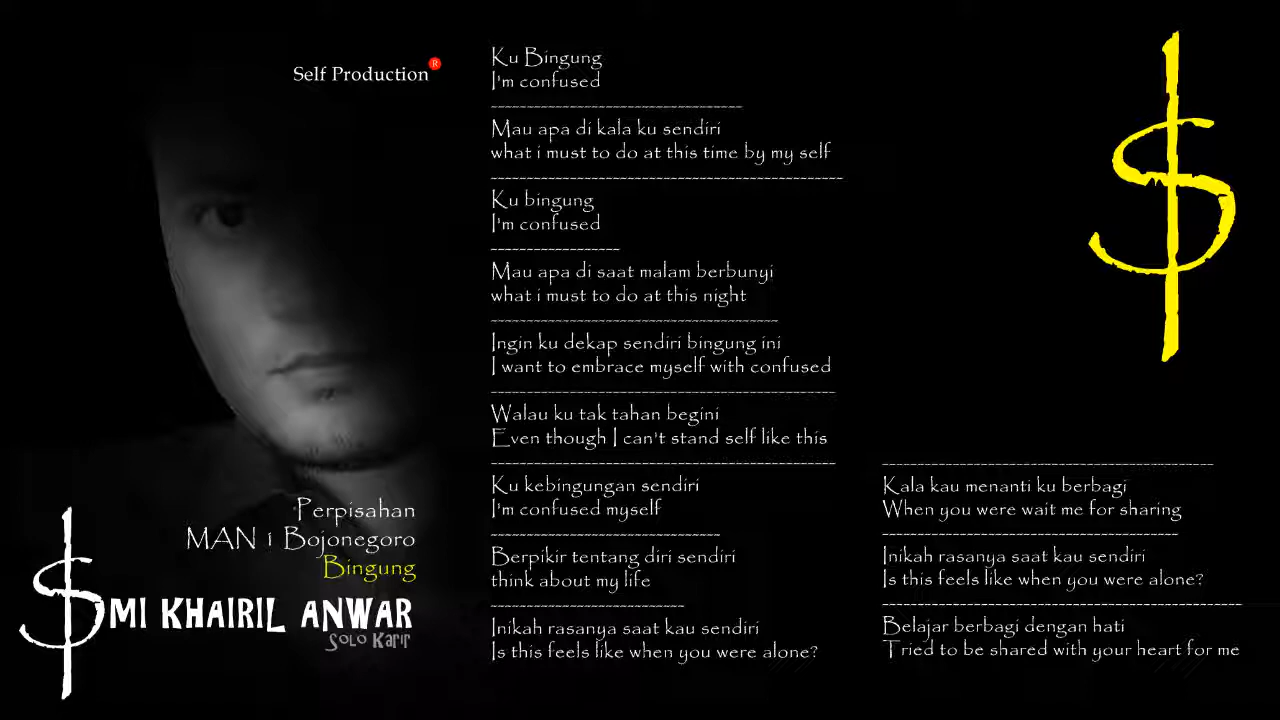 Self Production ®
Perpisahan
MAN 1 Bojonegoro
Bingung
$MI KHAIRIL ANWAR
Solo Karir
Ku Bingung
I'm confused
Mau apa di kala ku sendiri
what i must to do at this time by my self
Ku bingung
I'm confused
Mau apa di saat malam berbunyi
what i must to do at this night
Ingin ku dekap sendiri bingung ini
I want to embrace myself with confused
Walau ku tak tahan begini
Even though I can't stand self like this
Ku kebingungan sendiri
I'm confused myself
Berpikir tentang diri sendiri
think about my life
Inikah rasanya saat kau sendiri
Is this feels like when you were alone?
$
Kala kau menanti ku berbagi
When you were wait me for sharing
Inikah rasanya saat kau sendiri
Is this feels like when you were alone?
Belajar berbagi dengan hati
Tried to be shared with your heart for me